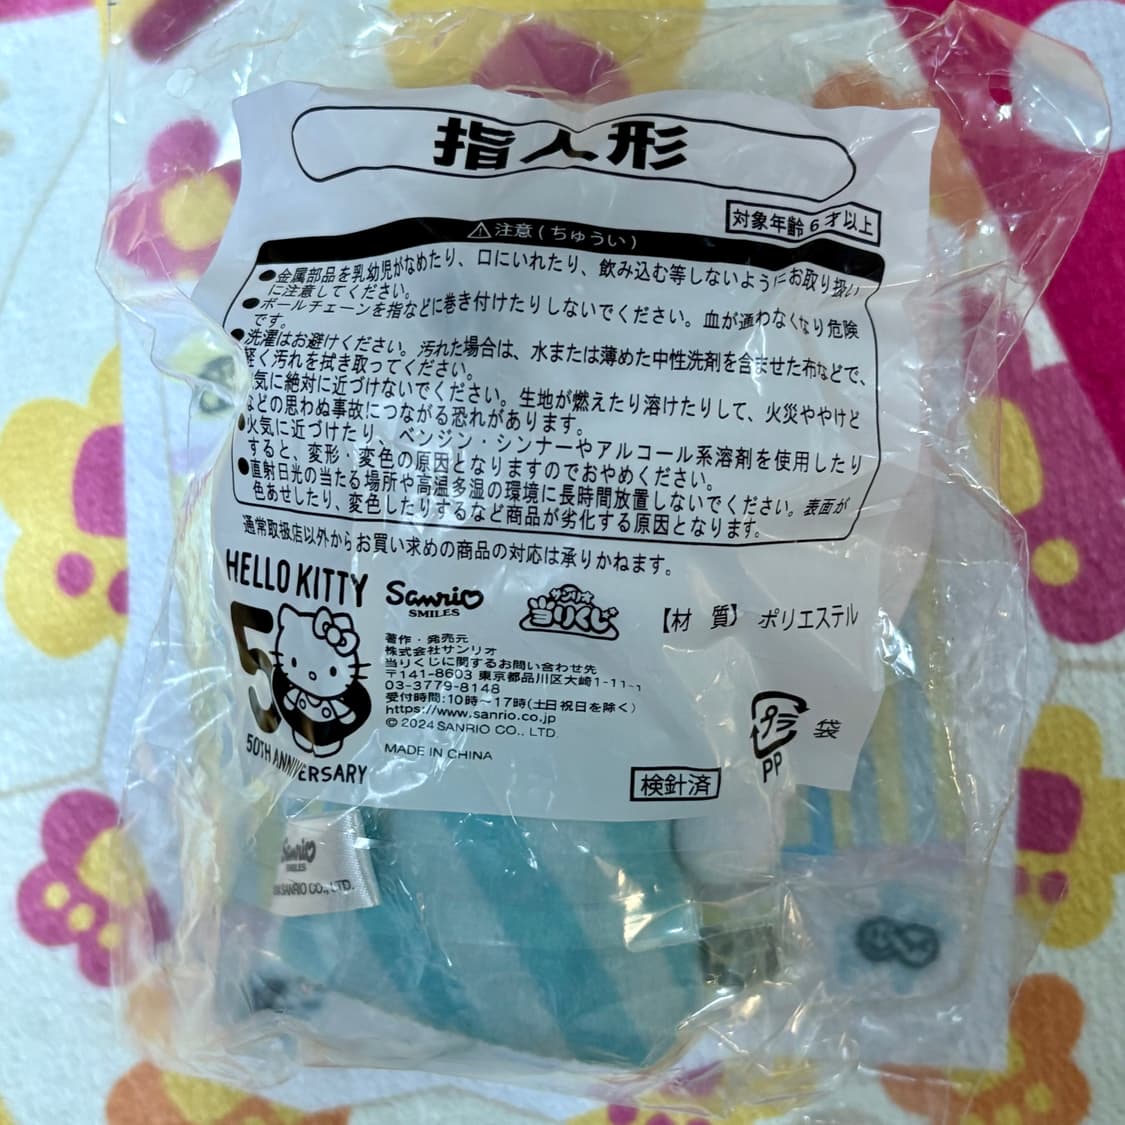 指人形
対象年齢6才以上
⚠注意(ちゅうい)
●金属部品を乳幼児がなめたり、口にいれたり、飲み込む等しないようにお取り扱い
に注意してください。
●ボールチェーンを指などに巻き付けたりしないでください。血が通わなくなり危険
です。
●洗濯はお避けください。汚れた場合は、水または薄めた中性洗剤を含ませた布などで、
軽く汚れを拭き取ってください。
気に絶対に近づけないでください。生地が燃えたり溶けたりして、火災ややけど
などの思わぬ事故につながる恐れがあります。
●火気に近づけたり、ベンジン・シンナーやアルコール系溶剤を使用したり
すると、変形・変色の原因となりますのでおやめください。
●直射日光の当たる場所や高温多湿の環境に長時間放置しないでください。表面が
色あせしたり、変色したりするなど商品が劣化する原因となります。
通常取扱店以外からお買い求めの商品の対応は承りかねます。
HELLO KITTY
50
50TH ANNIVERSARY
Sanrio
SMILES
サンリオ
当りくじ
【材 質】 ポリエステル
著作・発売元
株式会社サンリオ
当りくじに関するお問い合わせ先
〒141-8603 東京都品川区大崎1-11-1
03-3779-8148
受付時間:10時〜17時(土日祝日を除く)
https://www.sanrio.co.jp
© 2024 SANRIO CO., LTD.
MADE IN CHINA
プラ
袋
PP
検針済
Sanrio
SMILES
SANRIO CO., LTD.